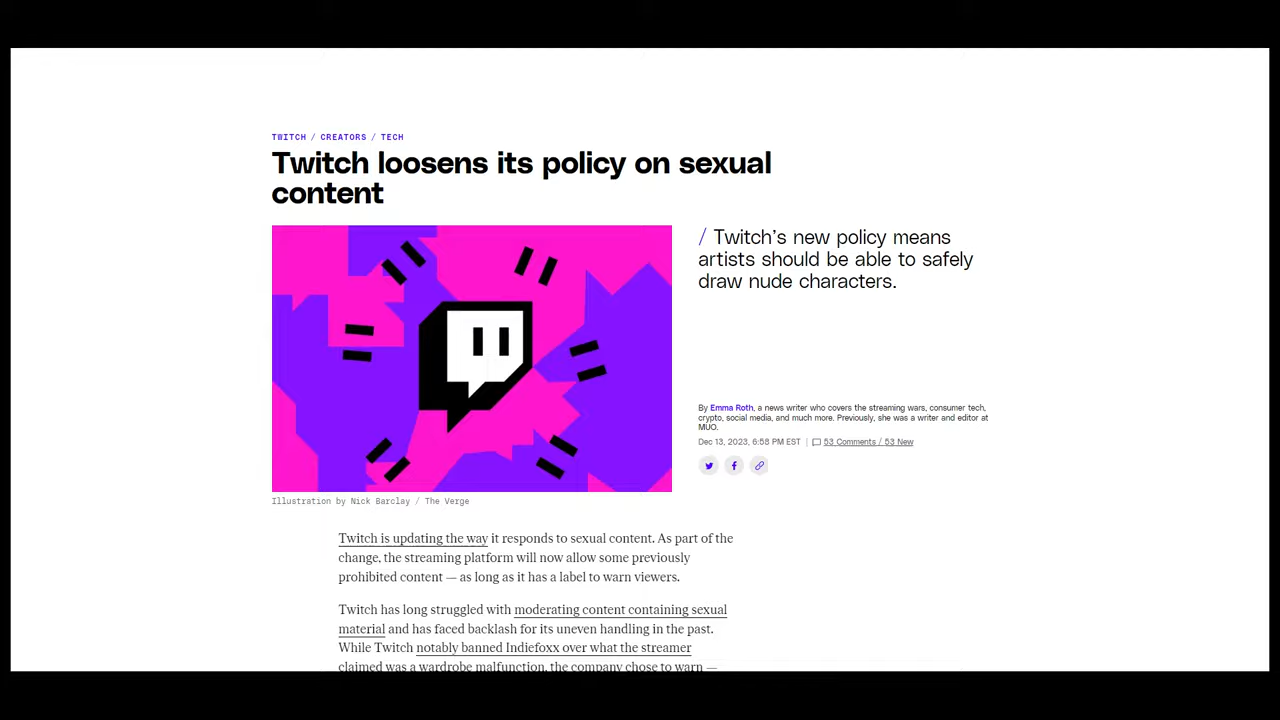 TWITCH / CREATORS / TECH
Twitch loosens its policy on sexual
content
/ Twitch's new policy means
artists should be able to safely
draw nude characters.
By Emma Roth, a news writer who covers the streaming wars, consumer tech,
crypto, social media, and much more. Previously, she was a writer and editor at
MUO.
Dec 13, 2023, 6:58 PM EST | 53 Comments / 53 New
Illustration by Nick Barclay / The Verge
Twitch is updating the way it responds to sexual content. As part of the
change, the streaming platform will now allow some previously
prohibited content — as long as it has a label to warn viewers.
Twitch has long struggled with moderating content containing sexual
material and has faced backlash for its uneven handling in the past.
While Twitch notably banned Indiefoxx over what the streamer
claimed was a wardrobe malfunction, the company chose to warn —